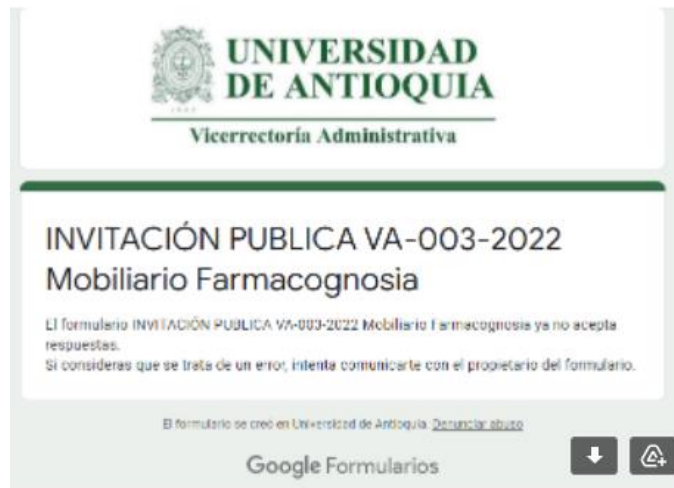 UNIVERSIDAD
DE ANTIOQUIA
Vicerrectoría Administrativa
INVITACIÓN PUBLICA VA-003-2022
Mobiliario Farmacognosia
El formulario INVITACIÓN PUBLICA VA-003-2022 Mobiliario Farmacognosia ya no acepta
respuestas.
Si consideras que se trata de un error, intenta comunicarte con el propietario del formulario.
El formulario se creó en Universidad de Antioquia. Denunciar abuso
Google Formularios